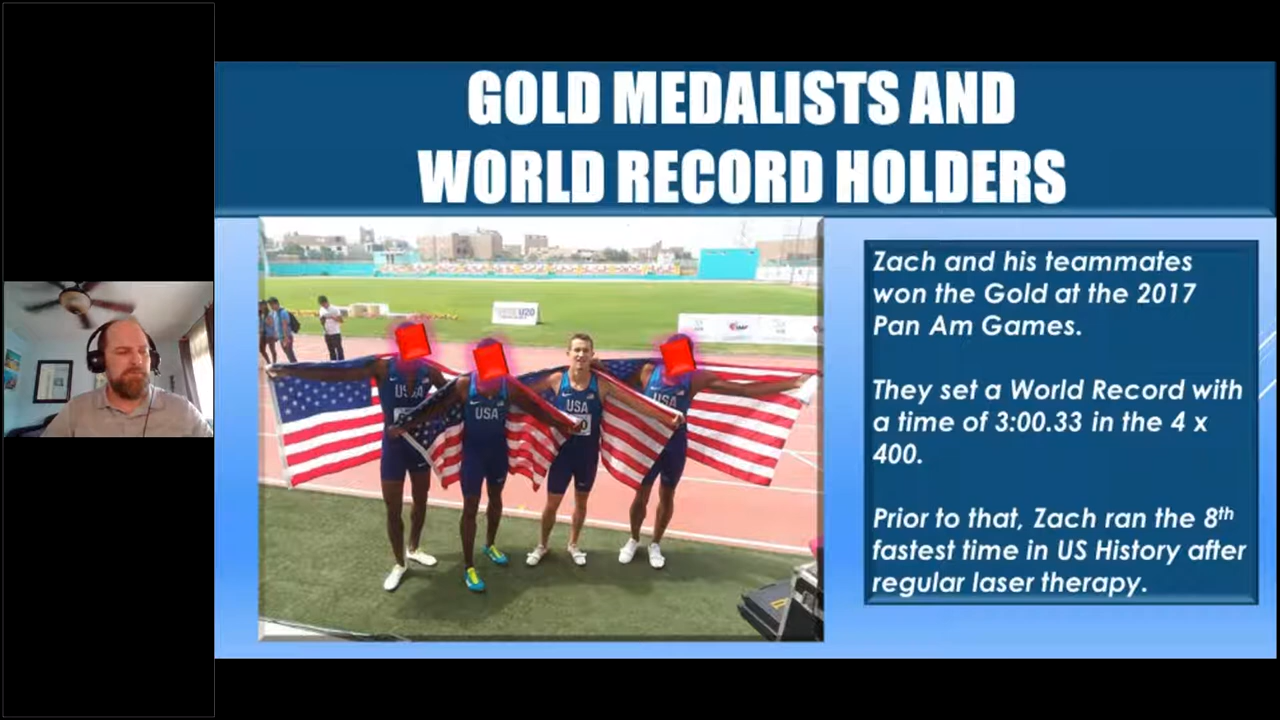 GOLD MEDALISTS AND
WORLD RECORD HOLDERS
Zach and his teammates
won the Gold at the 2017
Pan Am Games.
They set a World Record with
a time of 3:00.33 in the 4 x
400.
Prior to that, Zach ran the 8th
fastest time in US History after
regular laser therapy.
U20
USA
USA
USA
USA